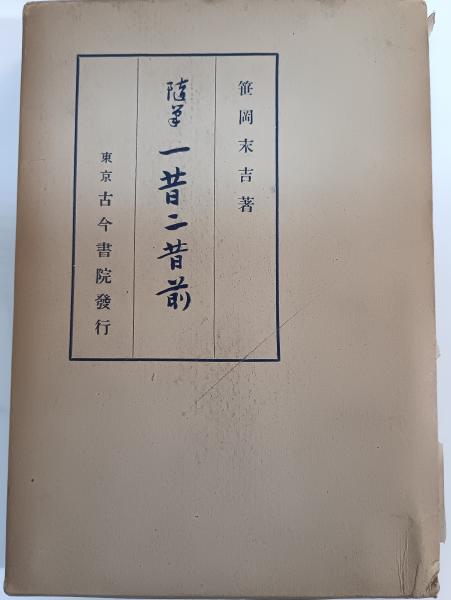 笹岡末吉著
随筆 一昔二昔前
東京 古今書院發行